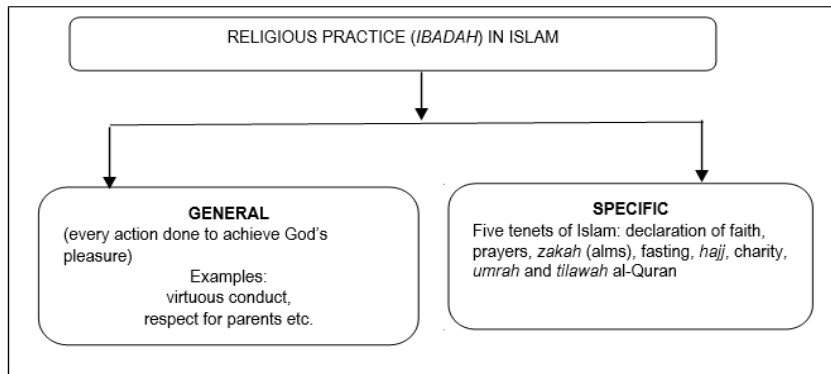 RELIGIOUS PRACTICE (IBADAH) IN ISLAM
GENERAL
(every action done to achieve God's
pleasure)
Examples:
virtuous conduct,
respect for parents etc.
SPECIFIC
Five tenets of Islam: declaration of faith,
prayers, zakah (alms), fasting, hajj, charity,
umrah and tilawah al-Quran